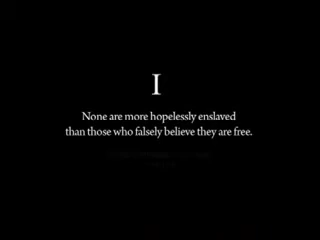 I
None are more hopelessly enslaved
than those who falsely believe they are free.